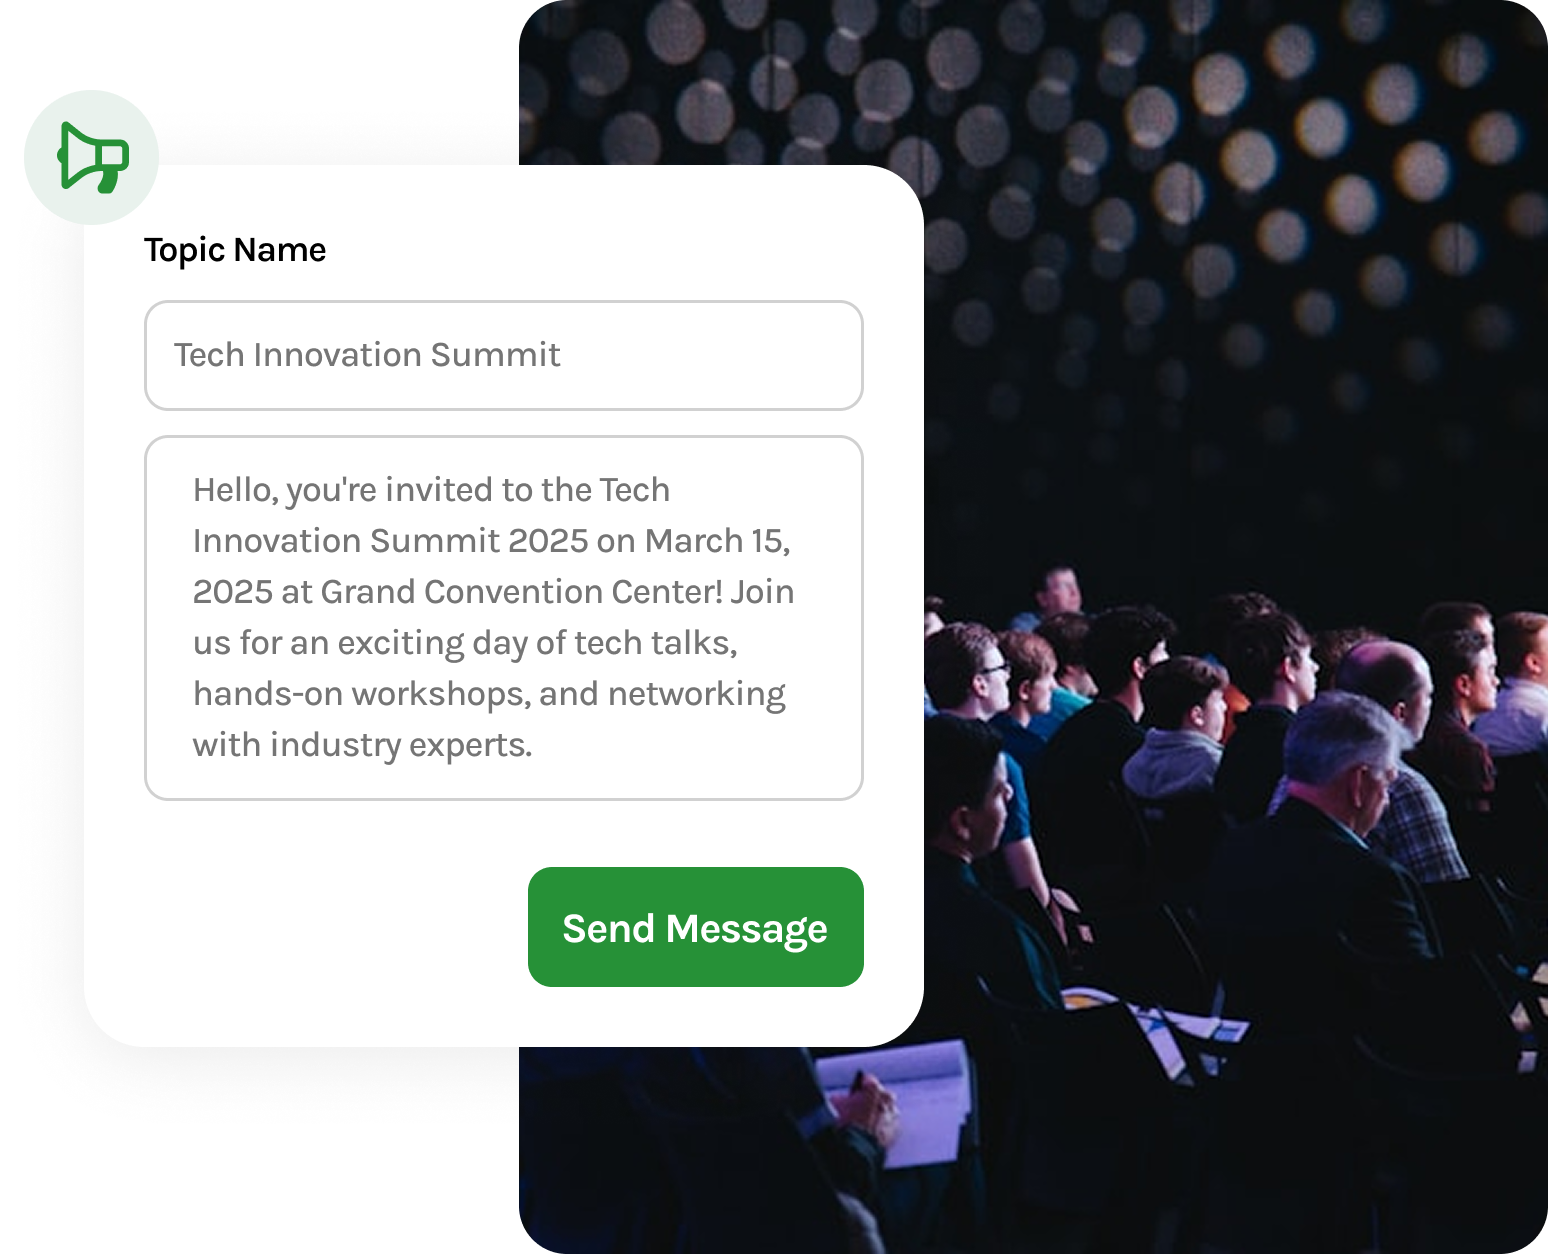 Topic Name
Tech Innovation Summit
Hello, you're invited to the Tech
Innovation Summit 2025 on March 15,
2025 at Grand Convention Center! Join
us for an exciting day of tech talks,
hands-on workshops, and networking
with industry experts.
Send Message